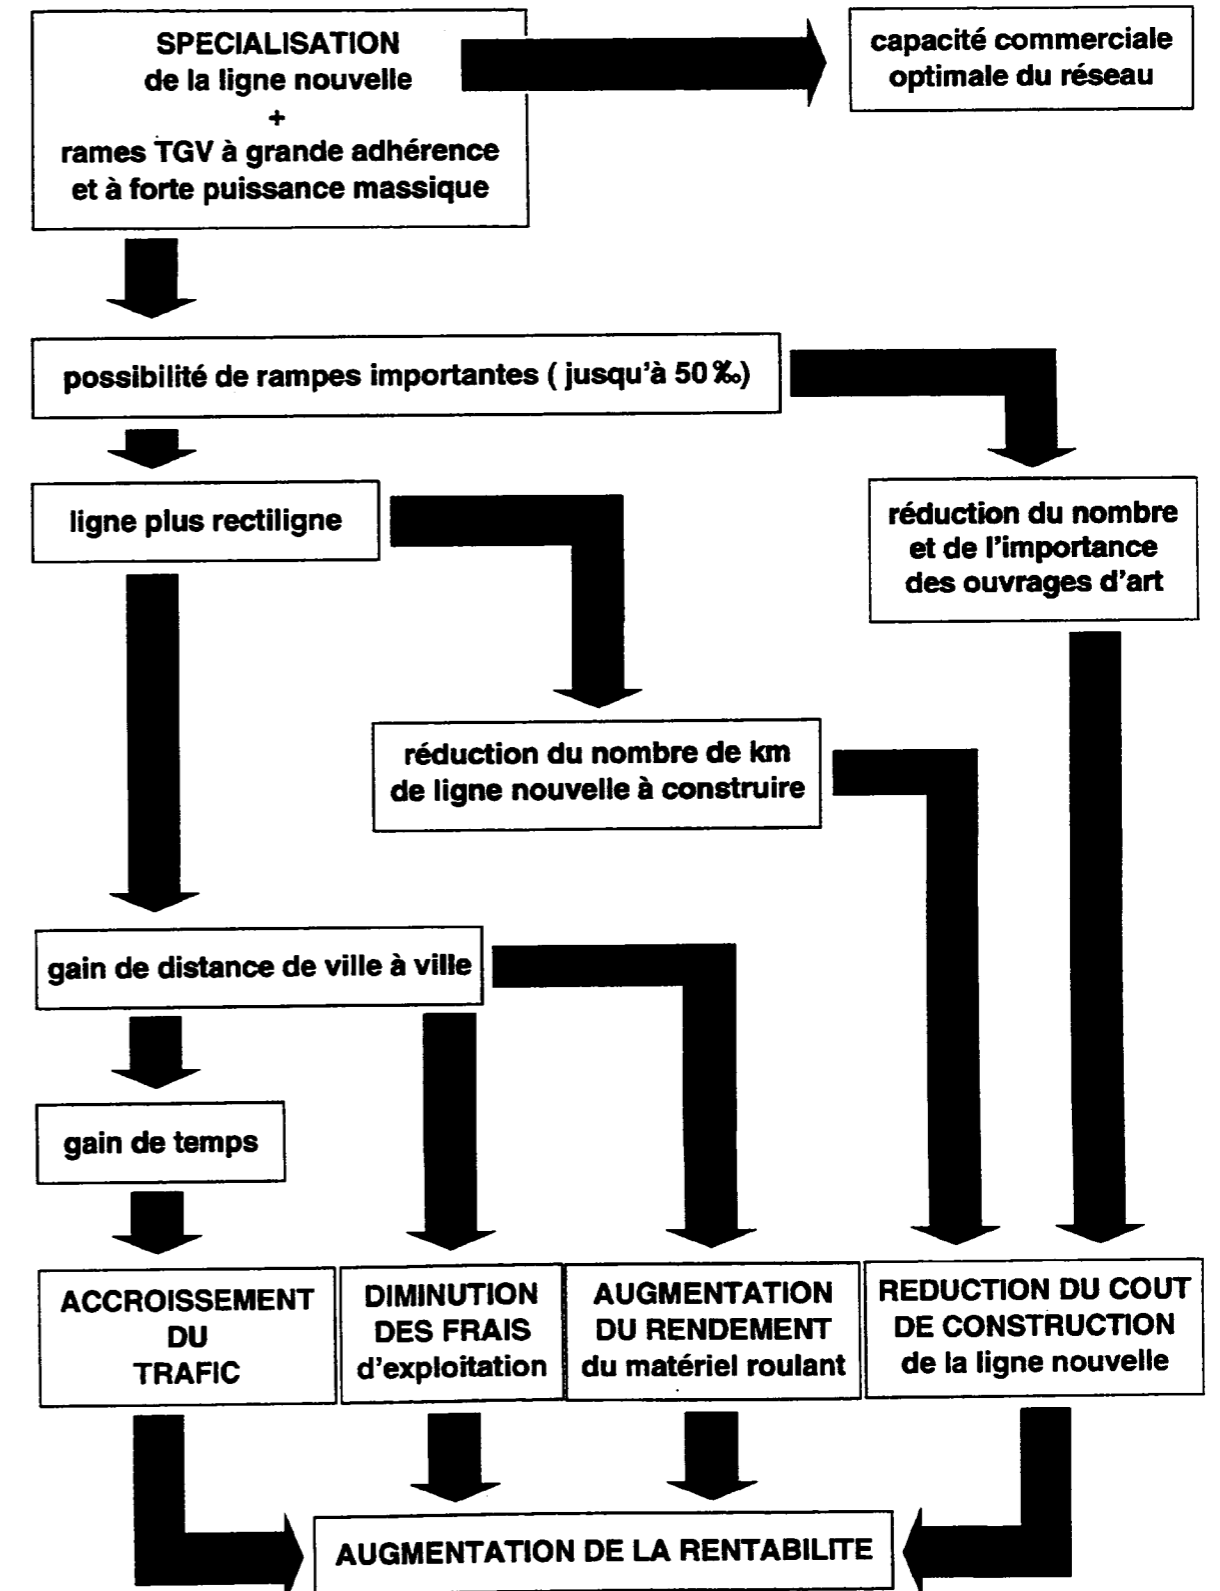 SPECIALISATION
de la ligne nouvelle
+
rames TGV à grande adhérence
et à forte puissance massique
capacité commerciale
optimale du réseau
possibilité de rampes importantes ( jusqu'à 50 ‰)
ligne plus rectiligne
réduction du nombre
et de l'importance
des ouvrages d'art
réduction du nombre de km
de ligne nouvelle à construire
gain de distance de ville à ville
gain de temps
ACCROISSEMENT
DU
TRAFIC
DIMINUTION
DES FRAIS
d'exploitation
AUGMENTATION
DU RENDEMENT
du matériel roulant
REDUCTION DU COUT
DE CONSTRUCTION
de la ligne nouvelle
AUGMENTATION DE LA RENTABILITE